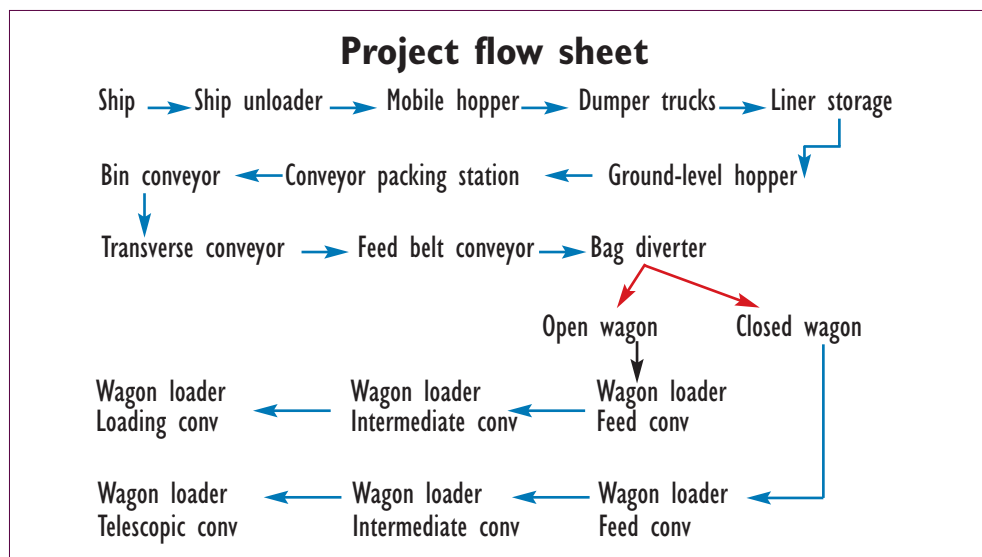 Project flow sheet
Ship Ship unloader Mobile hopper Dumper trucks Liner storage
Bin conveyor Conveyor packing station Ground-level hopper
Transverse conveyor Feed belt conveyor Bag diverter
Open wagon Closed wagon
Wagon loader Wagon loader Wagon loader
Loading conv Intermediate conv Feed conv
Wagon loader Wagon loader Wagon loader
Telescopic conv Intermediate conv Feed conv